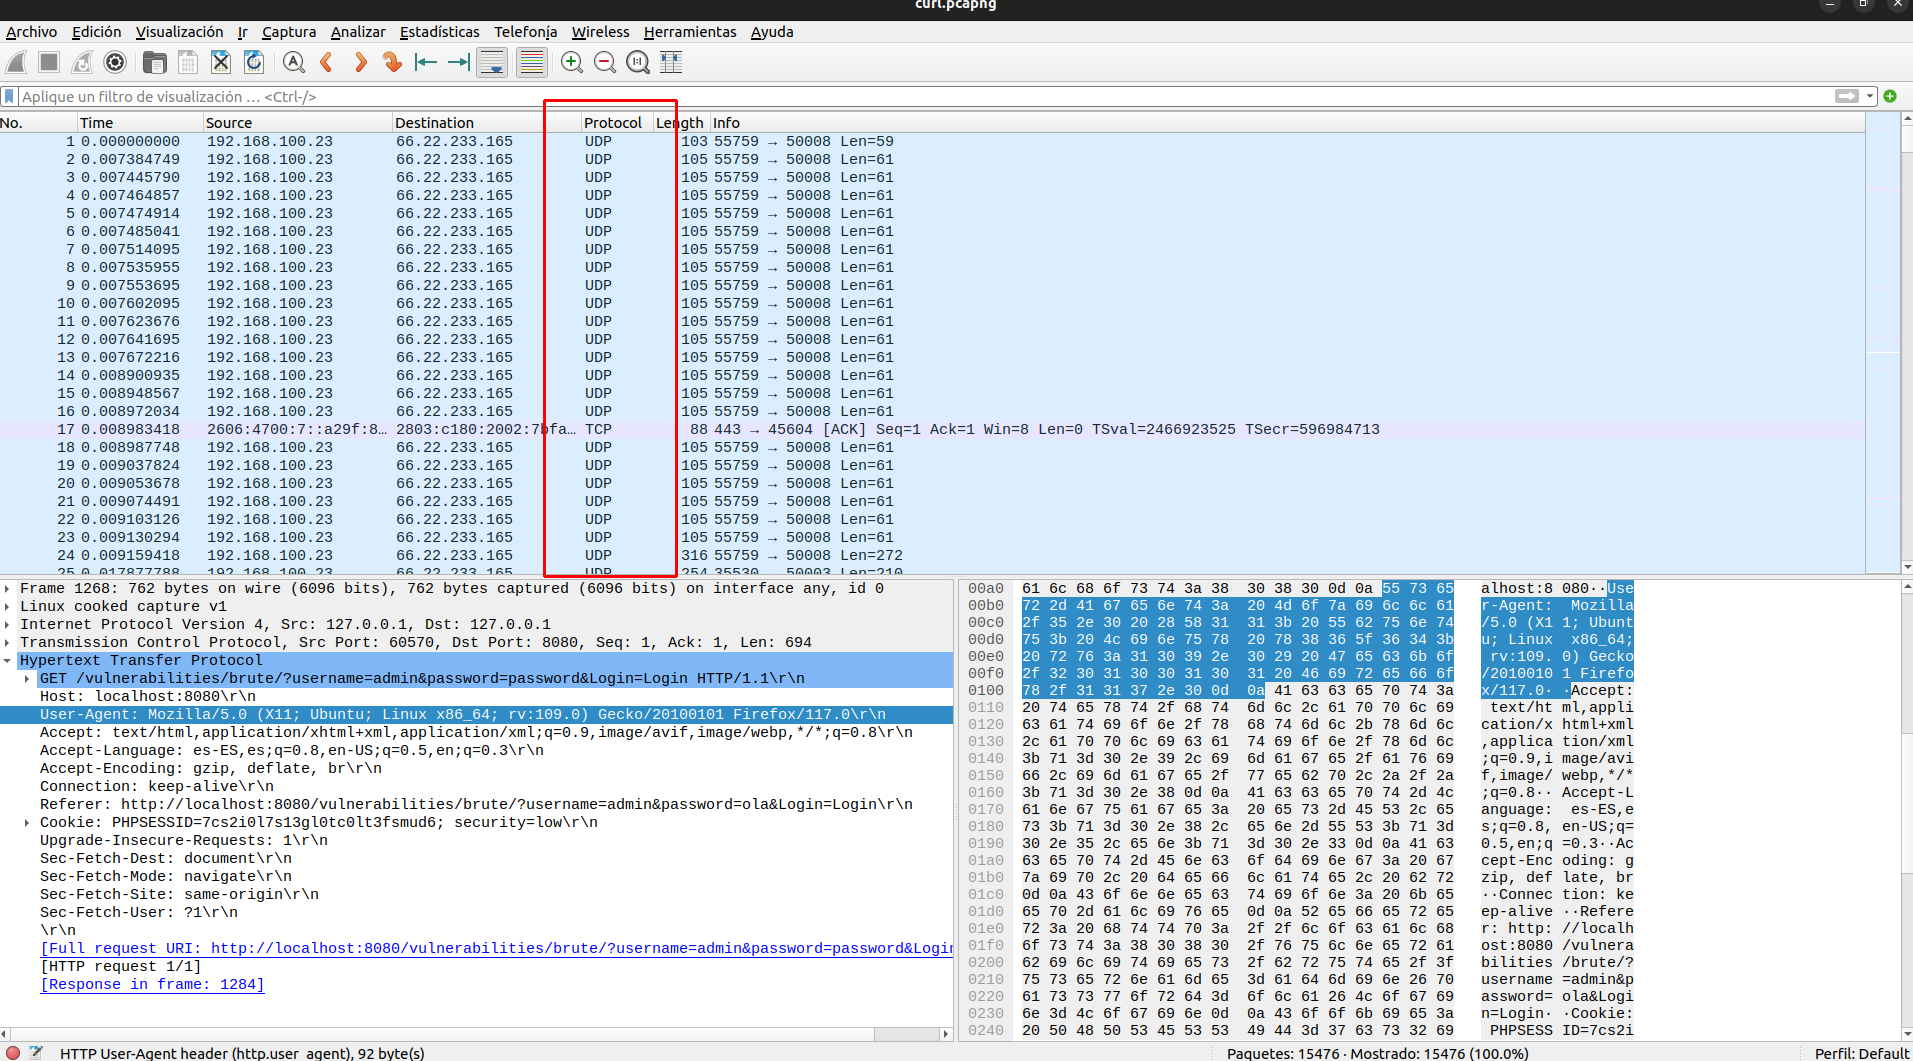 curl.pcapng
Archivo Edición Visualización Ir Captura Analizar Estadísticas Telefonía Wireless Herramientas Ayuda
Aplique un filtro de visualización … <Ctrl-/>
No. Time Source Destination Protocol Length Info
1 0.000000000 192.168.100.23 66.22.233.165 UDP 103 55759 → 50008 Len=59
2 0.007384749 192.168.100.23 66.22.233.165 UDP 105 55759 → 50008 Len=61
3 0.007445790 192.168.100.23 66.22.233.165 UDP 105 55759 → 50008 Len=61
4 0.007464857 192.168.100.23 66.22.233.165 UDP 105 55759 → 50008 Len=61
5 0.007474914 192.168.100.23 66.22.233.165 UDP 105 55759 → 50008 Len=61
6 0.007485041 192.168.100.23 66.22.233.165 UDP 105 55759 → 50008 Len=61
7 0.007514095 192.168.100.23 66.22.233.165 UDP 105 55759 → 50008 Len=61
8 0.007535955 192.168.100.23 66.22.233.165 UDP 105 55759 → 50008 Len=61
9 0.007553695 192.168.100.23 66.22.233.165 UDP 105 55759 → 50008 Len=61
10 0.007602095 192.168.100.23 66.22.233.165 UDP 105 55759 → 50008 Len=61
11 0.007623676 192.168.100.23 66.22.233.165 UDP 105 55759 → 50008 Len=61
12 0.007641695 192.168.100.23 66.22.233.165 UDP 105 55759 → 50008 Len=61
13 0.007672216 192.168.100.23 66.22.233.165 UDP 105 55759 → 50008 Len=61
14 0.008900935 192.168.100.23 66.22.233.165 UDP 105 55759 → 50008 Len=61
15 0.008948567 192.168.100.23 66.22.233.165 UDP 105 55759 → 50008 Len=61
16 0.008972034 192.168.100.23 66.22.233.165 UDP 105 55759 → 50008 Len=61
17 0.008983418 2606:4700:7::a29f:8… 2803:c180:2002:7bfa… TCP 88 443 → 45604 [ACK] Seq=1 Ack=1 Win=8 Len=0 TSval=2466923525 TSecr=596984713
18 0.008987748 192.168.100.23 66.22.233.165 UDP 105 55759 → 50008 Len=61
19 0.009037824 192.168.100.23 66.22.233.165 UDP 105 55759 → 50008 Len=61
20 0.009053678 192.168.100.23 66.22.233.165 UDP 105 55759 → 50008 Len=61
21 0.009074491 192.168.100.23 66.22.233.165 UDP 105 55759 → 50008 Len=61
22 0.009103126 192.168.100.23 66.22.233.165 UDP 105 55759 → 50008 Len=61
23 0.009130294 192.168.100.23 66.22.233.165 UDP 105 55759 → 50008 Len=61
24 0.009159418 192.168.100.23 66.22.233.165 UDP 316 55759 → 50008 Len=272
25 0.017877788 192.168.100.23 66.22.233.165 UDP 254 35530 → 50003 Len=210
Frame 1268: 762 bytes on wire (6096 bits), 762 bytes captured (6096 bits) on interface any, id 0
Linux cooked capture v1
Internet Protocol Version 4, Src: 127.0.0.1, Dst: 127.0.0.1
Transmission Control Protocol, Src Port: 60570, Dst Port: 8080, Seq: 1, Ack: 1, Len: 694
Hypertext Transfer Protocol
GET /vulnerabilities/brute/?username=admin&password=password&Login=Login HTTP/1.1\r\n
Host: localhost:8080\r\n
User-Agent: Mozilla/5.0 (X11; Ubuntu; Linux x86_64; rv:109.0) Gecko/20100101 Firefox/117.0\r\n
Accept: text/html,application/xhtml+xml,application/xml;q=0.9,image/avif,image/webp,*/*;q=0.8\r\n
Accept-Language: es-ES,es;q=0.8,en-US;q=0.5,en;q=0.3\r\n
Accept-Encoding: gzip, deflate, br\r\n
Connection: keep-alive\r\n
Referer: http://localhost:8080/vulnerabilities/brute/?username=admin&password=ola&Login=Login\r\n
Cookie: PHPSESSID=7cs2i0l7s13gl0tc0lt3fsmud6; security=low\r\n
Upgrade-Insecure-Requests: 1\r\n
Sec-Fetch-Dest: document\r\n
Sec-Fetch-Mode: navigate\r\n
Sec-Fetch-Site: same-origin\r\n
Sec-Fetch-User: ?1\r\n
\r\n
[Full request URI: http://localhost:8080/vulnerabilities/brute/?username=admin&password=password&Login
[HTTP request 1/1]
[Response in frame: 1284]
00a0 61 6c 68 6f 73 74 3a 38 30 38 30 0d 0a 55 73 65 alhost:8 080··Use
00b0 72 2d 41 67 65 6e 74 3a 20 4d 6f 7a 69 6c 6c 61 r-Agent: Mozilla
00c0 2f 35 2e 30 20 28 58 31 31 3b 20 55 62 75 6e 74 /5.0 (X1 1; Ubunt
00d0 75 3b 20 4c 69 6e 75 78 20 78 38 36 5f 36 34 3b u; Linux x86_64;
00e0 20 72 76 3a 31 30 39 2e 30 29 20 47 65 63 6b 6f rv:109. 0) Gecko
00f0 2f 32 30 31 30 30 31 30 31 20 46 69 72 65 66 6f /2010010 1 Firefo
0100 78 2f 31 31 37 2e 30 0d 0a 41 63 63 65 70 74 3a x/117.0· ·Accept:
0110 20 74 65 78 74 2f 68 74 6d 6c 2c 61 70 70 6c 69 text/ht ml,appli
0120 63 61 74 69 6f 6e 2f 78 68 74 6d 6c 2b 78 6d 6c cation/x html+xml
0130 2c 61 70 70 6c 69 63 61 74 69 6f 6e 2f 78 6d 6c ,applica tion/xml
0140 3b 71 3d 30 2e 39 2c 69 6d 61 67 65 2f 61 76 69 ;q=0.9,i mage/avi
0150 66 2c 69 6d 61 67 65 2f 77 65 62 70 2c 2a 2f 2a f,image/ webp,*/*
0160 3b 71 3d 30 2e 38 0d 0a 41 63 63 65 70 74 2d 4c ;q=0.8·· Accept-L
0170 61 6e 67 75 61 67 65 3a 20 65 73 2d 45 53 2c 65 anguage: es-ES,e
0180 73 3b 71 3d 30 2e 38 2c 65 6e 2d 55 53 3b 71 3d s;q=0.8, en-US;q=
0190 30 2e 35 2c 65 6e 3b 71 3d 30 2e 33 0d 0a 41 63 0.5,en;q =0.3··Ac
01a0 63 65 70 74 2d 45 6e 63 6f 64 69 6e 67 3a 20 67 cept-Enc oding: g
01b0 7a 69 70 2c 20 64 65 66 6c 61 74 65 2c 20 62 72 zip, def late, br
01c0 0d 0a 43 6f 6e 6e 65 63 74 69 6f 6e 3a 20 6b 65 ··Connec tion: ke
01d0 65 70 2d 61 6c 69 76 65 0d 0a 52 65 66 65 72 65 ep-alive ··Refere
01e0 72 3a 20 68 74 74 70 3a 2f 2f 6c 6f 63 61 6c 68 r: http: //localh
01f0 6f 73 74 3a 38 30 38 30 2f 76 75 6c 6e 65 72 61 ost:8080 /vulnera
0200 62 69 6c 69 74 69 65 73 2f 62 72 75 74 65 2f 3f bilities /brute/?
0210 75 73 65 72 6e 61 6d 65 3d 61 64 6d 69 6e 26 70 username =admin&p
0220 61 73 73 77 6f 72 64 3d 6f 6c 61 26 4c 6f 67 69 assword= ola&Logi
0230 6e 3d 4c 6f 67 69 6e 0d 0a 43 6f 6f 6b 69 65 3a n=Login· ·Cookie:
0240 20 50 48 50 53 45 53 53 49 44 3d 37 63 73 32 69 PHPSESS ID=7cs2i
HTTP User-Agent header (http.user_agent), 92 byte(s) Paquetes: 15476 · Mostrado: 15476 (100.0%) Perfil: Default